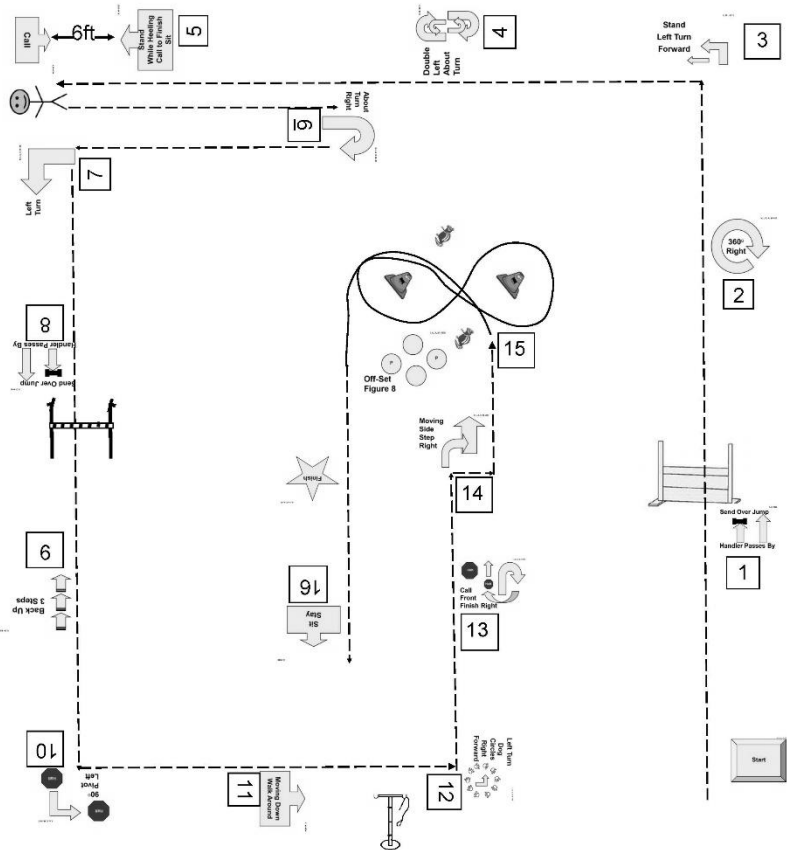 Call
6ft
Stand
While Heeling
Call to Finish
Sit
5
Double
Left
About
Turn
4
Stand
Left Turn
Forward
3
About
Turn
Right
6
7
Left
Turn
360º
Right
2
8
Handler Passes By
Send Over Jump
15
Off-Set
Figure 8
Moving
Side
Step
Right
14
Finish
Send Over Jump
Handler Passes By
1
9
Back Up
3 Steps
16
Sit
Stay
Call
Front
Finish Right
13
10
90º
Pivot
Left
11
Moving Down
Walk Around
12
Left Turn
Dog
Circles
Right
Forward
Start